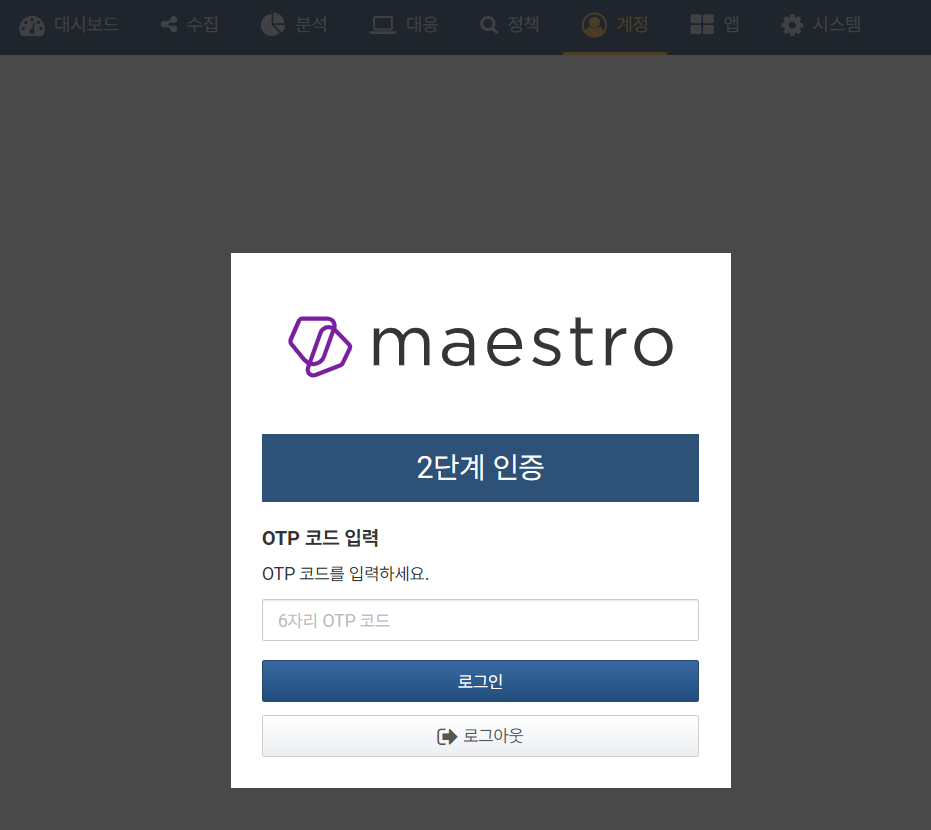 대시보드 수집 분석 대응 정책 계정 앱 시스템
maestro
2단계 인증
OTP 코드 입력
OTP 코드를 입력하세요.
6자리 OTP 코드
로그인
로그아웃